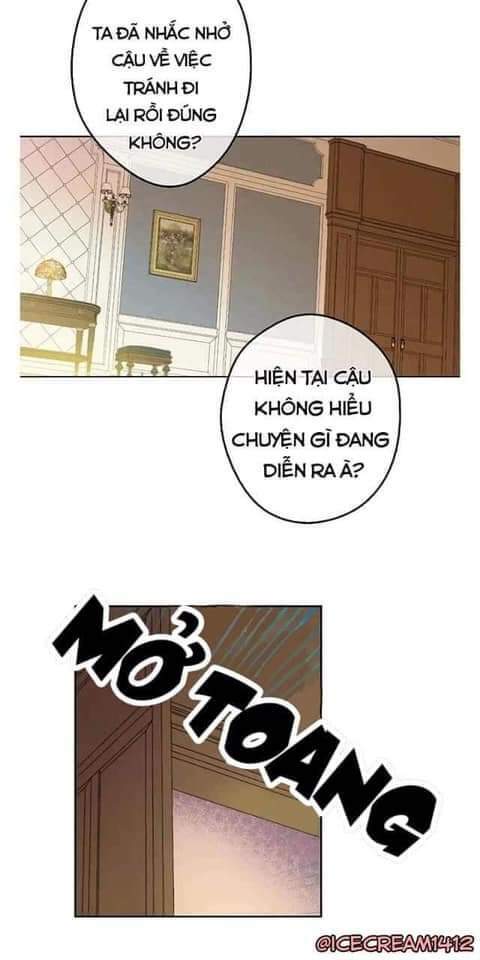 TA ĐÃ NHẮC NHỞ
CẬU VỀ VIỆC
TRÁNH ĐI
LẠI RỒI ĐÚNG
KHÔNG?
HIỆN TẠI CẬU
KHÔNG HIỂU
CHUYỆN GÌ ĐANG
DIỄN RA À?
MỞ TOANG
@ICECREAM1412